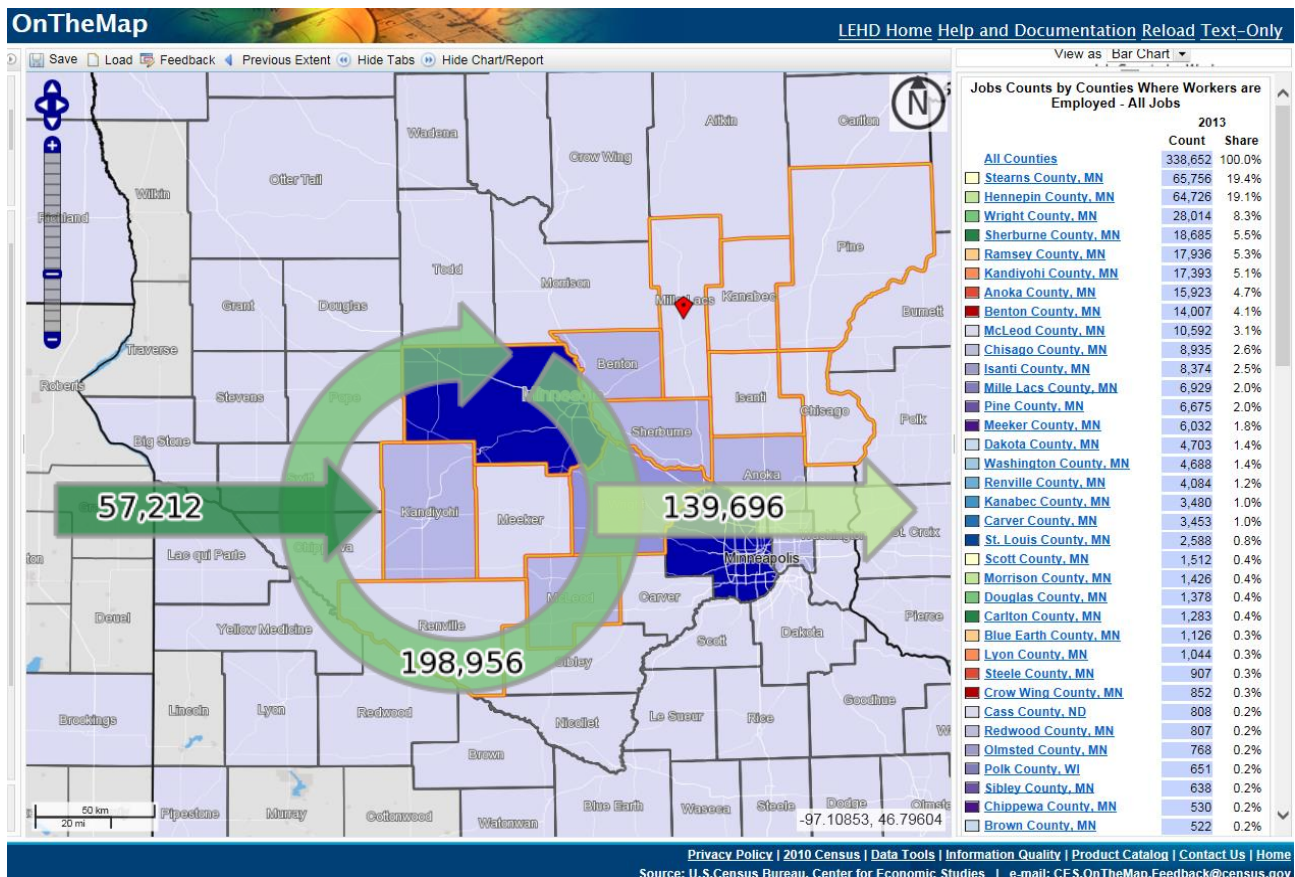 OnTheMap
LEHD Home Help and Documentation Reload Text-Only
Save Load Feedback Previous Extent Hide Tabs Hide Chart/Report
View as Bar Chart
Jobs Counts by Counties Where Workers are
Employed - All Jobs
2013
Count Share
All Counties 338,652 100.0%
Stearns County, MN 65,756 19.4%
Hennepin County, MN 64,726 19.1%
Wright County, MN 28,014 8.3%
Sherburne County, MN 18,685 5.5%
Ramsey County, MN 17,936 5.3%
Kandiyohi County, MN 17,393 5.1%
Anoka County, MN 15,923 4.7%
Benton County, MN 14,007 4.1%
McLeod County, MN 10,592 3.1%
Chisago County, MN 8,935 2.6%
Isanti County, MN 8,374 2.5%
Mille Lacs County, MN 6,929 2.0%
Pine County, MN 6,675 2.0%
Meeker County, MN 6,032 1.8%
Dakota County, MN 4,703 1.4%
Washington County, MN 4,688 1.4%
Renville County, MN 4,084 1.2%
Kanabec County, MN 3,480 1.0%
Carver County, MN 3,453 1.0%
St. Louis County, MN 2,588 0.8%
Scott County, MN 1,512 0.4%
Morrison County, MN 1,426 0.4%
Douglas County, MN 1,378 0.4%
Carlton County, MN 1,283 0.4%
Blue Earth County, MN 1,126 0.3%
Lyon County, MN 1,044 0.3%
Steele County, MN 907 0.3%
Crow Wing County, MN 852 0.3%
Cass County, ND 808 0.2%
Redwood County, MN 807 0.2%
Olmsted County, MN 768 0.2%
Polk County, WI 651 0.2%
Sibley County, MN 638 0.2%
Chippewa County, MN 530 0.2%
Brown County, MN 522 0.2%
N
Wadena
Aitkin
Carlton
Crow Wing
Otter Tail
Wilkin
Richland
Pine
Todd
Morrison
Mille Lacs
Kanabec
Grant
Douglas
Burnett
Traverse
Benton
Roberts
Stevens
Pope
Minneso
Isanti
Chisago
Polk
Big Stone
Sherburne
Swift
Anoka
57,212
139,696
Kandiyohi
Meeker
St. Croix
Lac qui Parle
Minneapolis
McLeod
Carver
Deuel
Yellow Medicine
Renville
Scott
Dakota
Pierce
198,956
Sibley
Brookings
Lincoln
Lyon
Redwood
Nicollet
Le Sueur
Rice
Goodhue
Brown
Pipestone
Murray
Cottonwood
Watonwan
Blue Earth
Waseca
Steele
Dodge
Olmste
50 km
20 mi
-97.10853, 46.79604
Privacy Policy | 2010 Census | Data Tools | Information Quality | Product Catalog | Contact Us | Home
Source: U.S.Census Bureau, Center for Economic Studies | e-mail: CES.OnTheMap.Feedback@census.gov